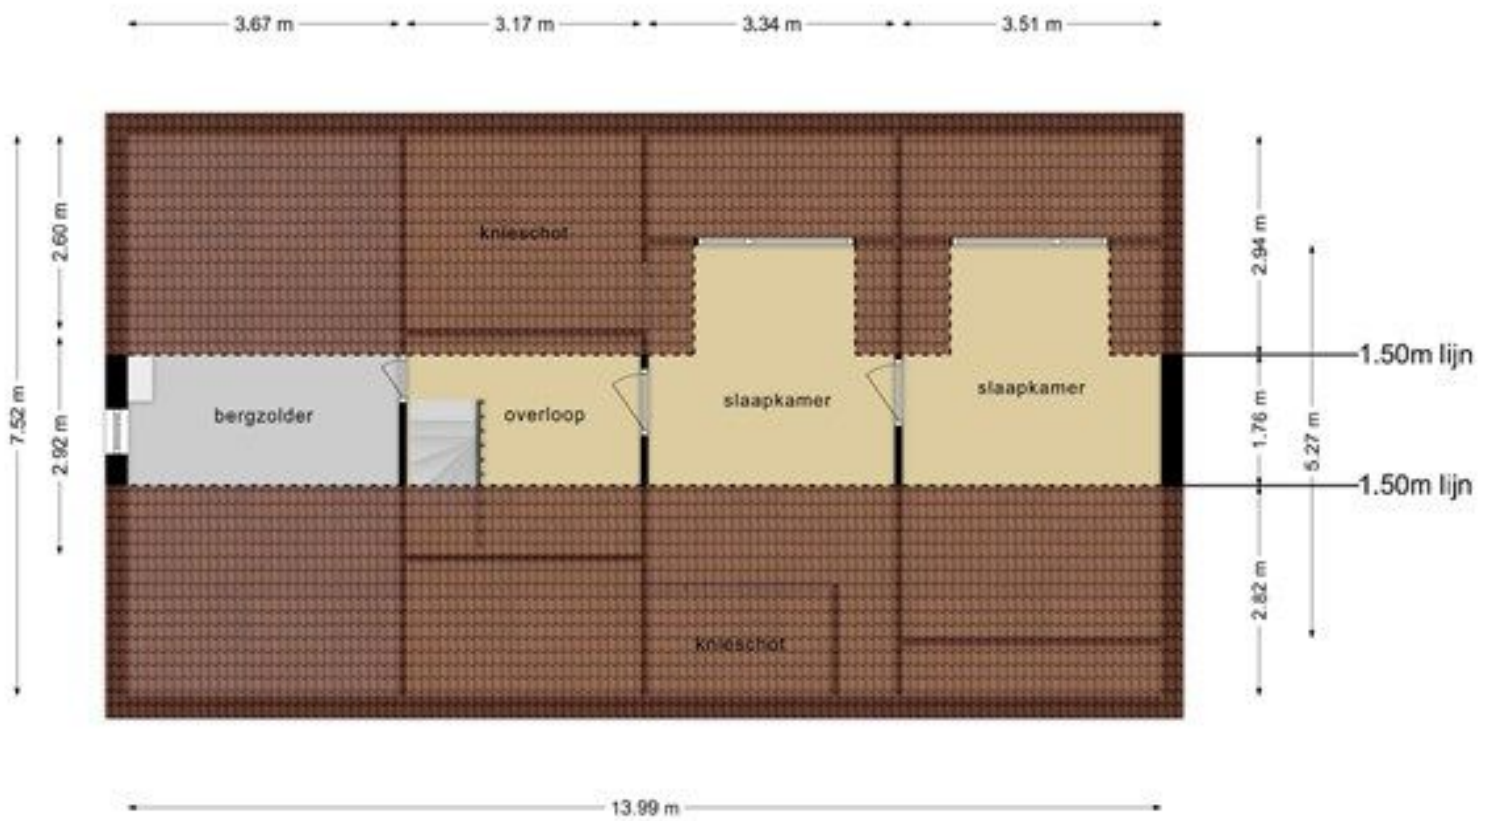 3.67 m
3.17 m
3.34 m
3.51 m
knieschot
2.60 m
2.94 m
1.50m lijn
slaapkamer
slaapkamer
bergzolder
overloop
7.52 m
2.92 m
1.76 m
5.27 m
1.50m lijn
2.82 m
knieschot
13.99 m